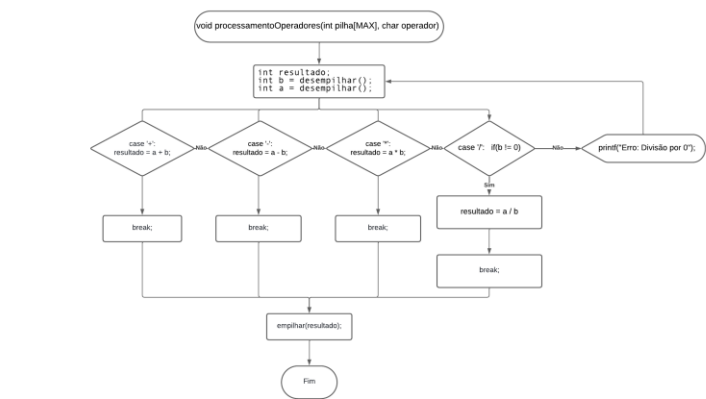 void processamentoOperadores(int pilha[MAX], char operador)
int resultado;
int b = desempilhar();
int a = desempilhar();
case '+':
resultado = a + b;
Não
case '-':
resultado = a - b;
Não
case '*':
resultado = a * b;
Não
case '/': if(b != 0)
Não
printf("Erro: Divisão por 0");
Sim
break;
break;
break;
resultado = a / b
break;
empilhar(resultado);
Fim